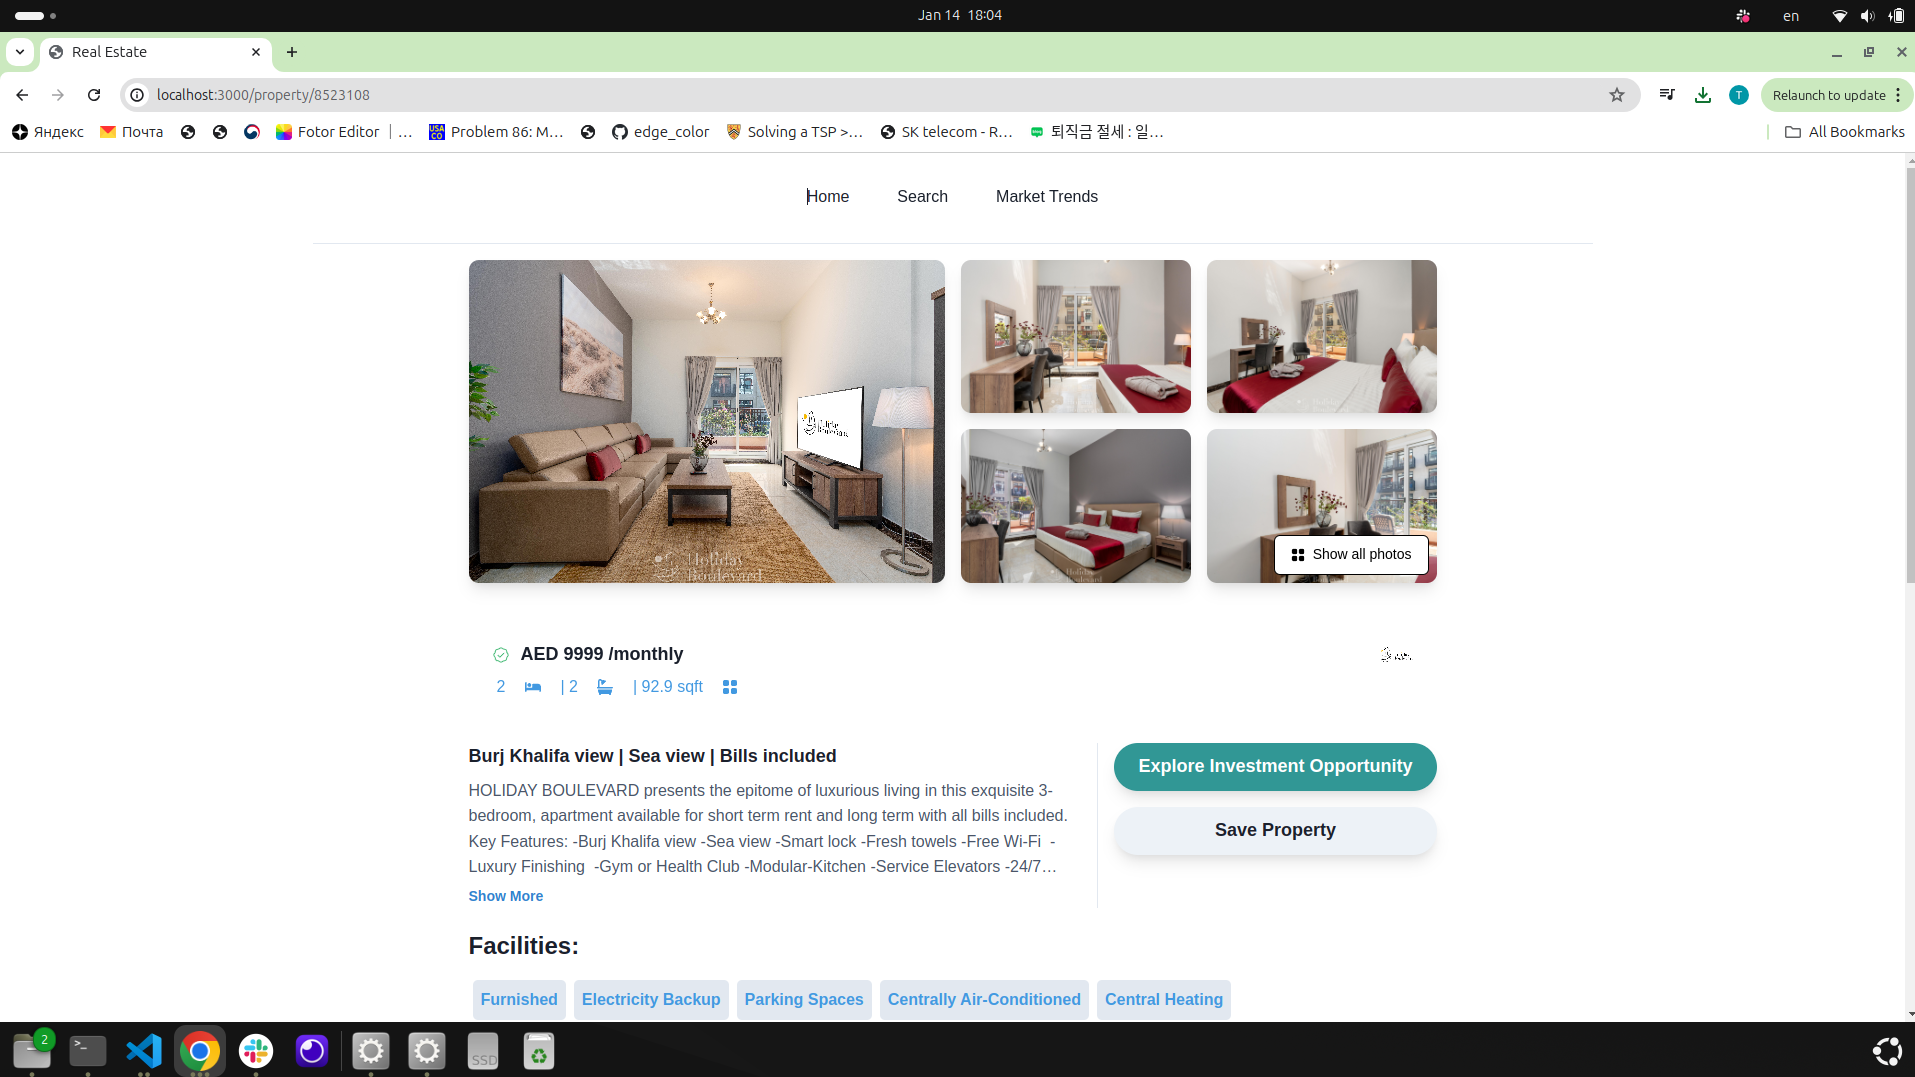 Jan 14 18:04
en
Real Estate
localhost:3000/property/8523108
T
Relaunch to update
Яндекс
Почта
Fotor Editor | …
USA CO
Problem 86: M…
edge_color
Solving a TSP >…
SK telecom - R…
퇴직금 절세 : 일…
All Bookmarks
Home
Search
Market Trends
Holiday
Boulevard
Holiday
Boulevard
Show all photos
AED 9999 /monthly
2 | 2 | 92.9 sqft
Burj Khalifa view | Sea view | Bills included
HOLIDAY BOULEVARD presents the epitome of luxurious living in this exquisite 3-
bedroom, apartment available for short term rent and long term with all bills included.
Key Features: -Burj Khalifa view -Sea view -Smart lock -Fresh towels -Free Wi-Fi -
Luxury Finishing -Gym or Health Club -Modular-Kitchen -Service Elevators -24/7…
Show More
Explore Investment Opportunity
Save Property
Facilities:
Furnished
Electricity Backup
Parking Spaces
Centrally Air-Conditioned
Central Heating
2
>_
SSD